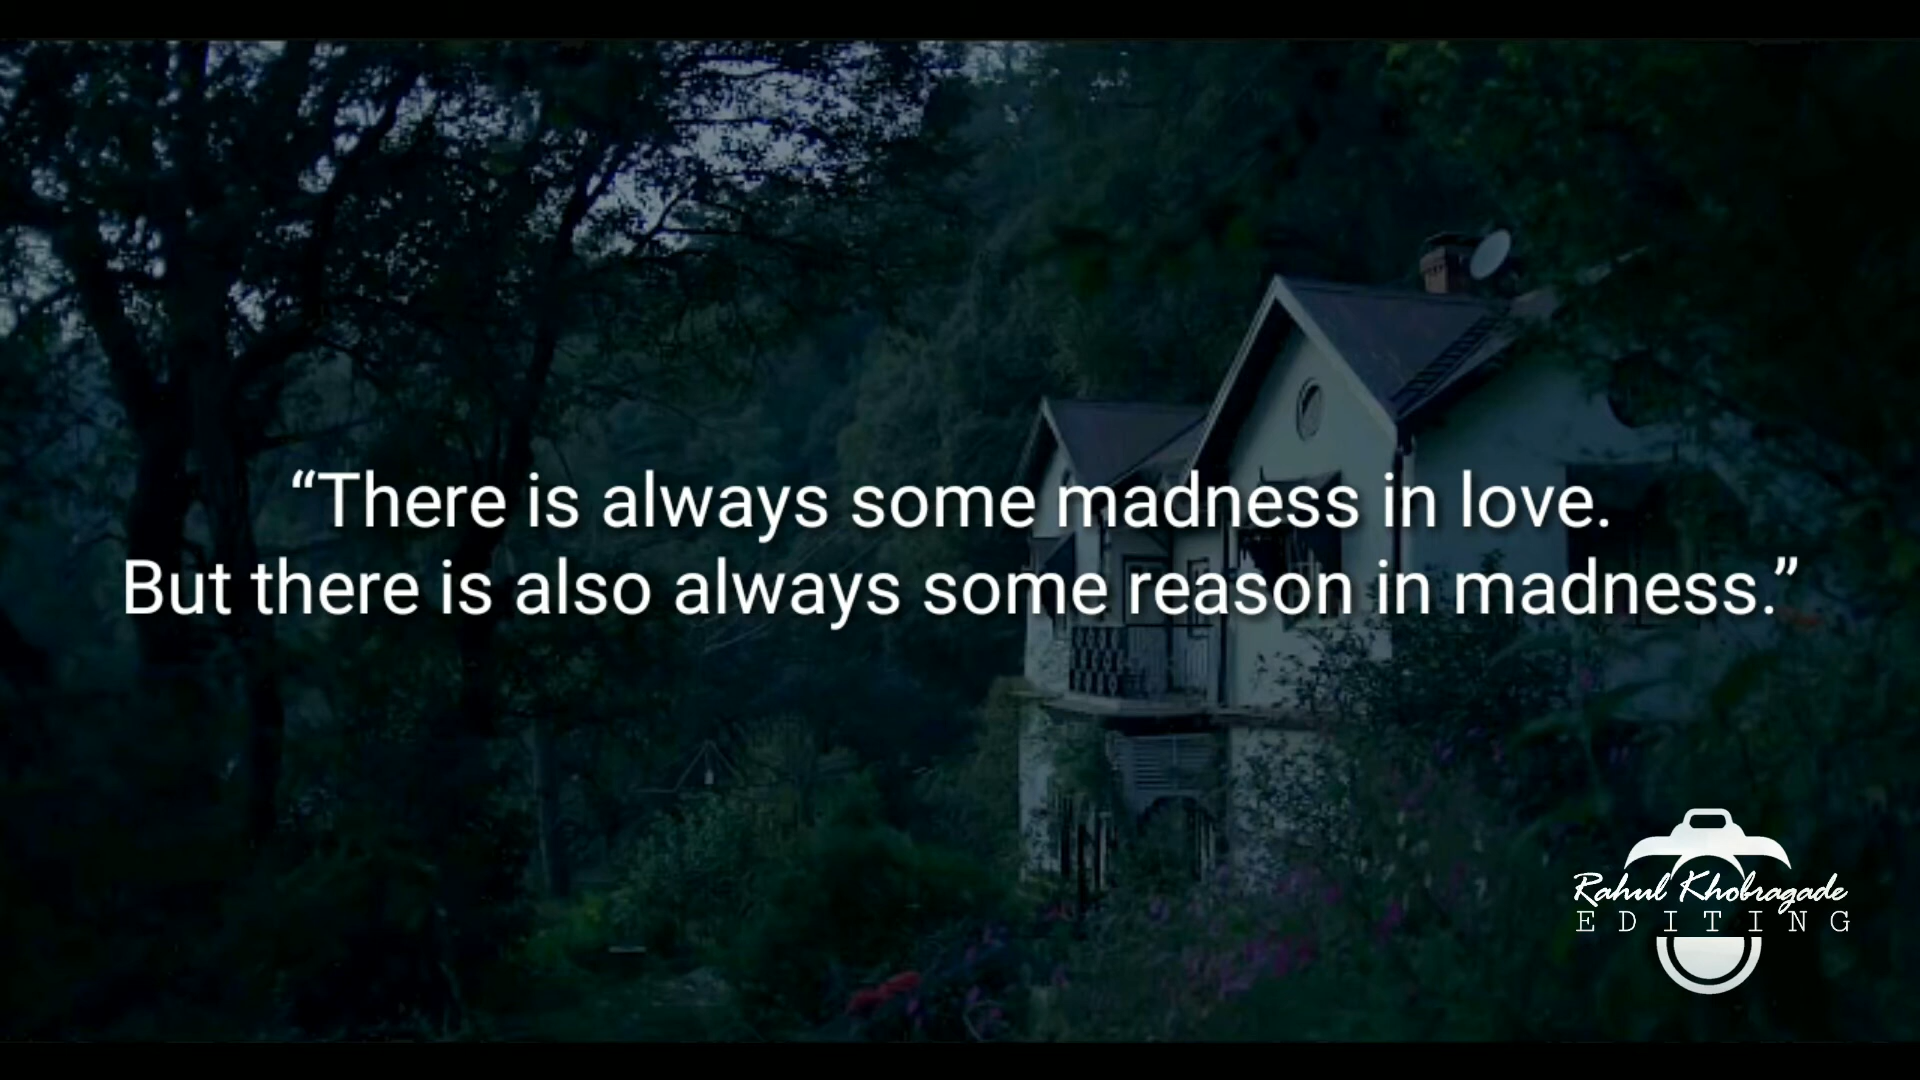 “There is always some madness in love.
But there is also always some reason in madness.”
Rahul Khobragade
EDITING